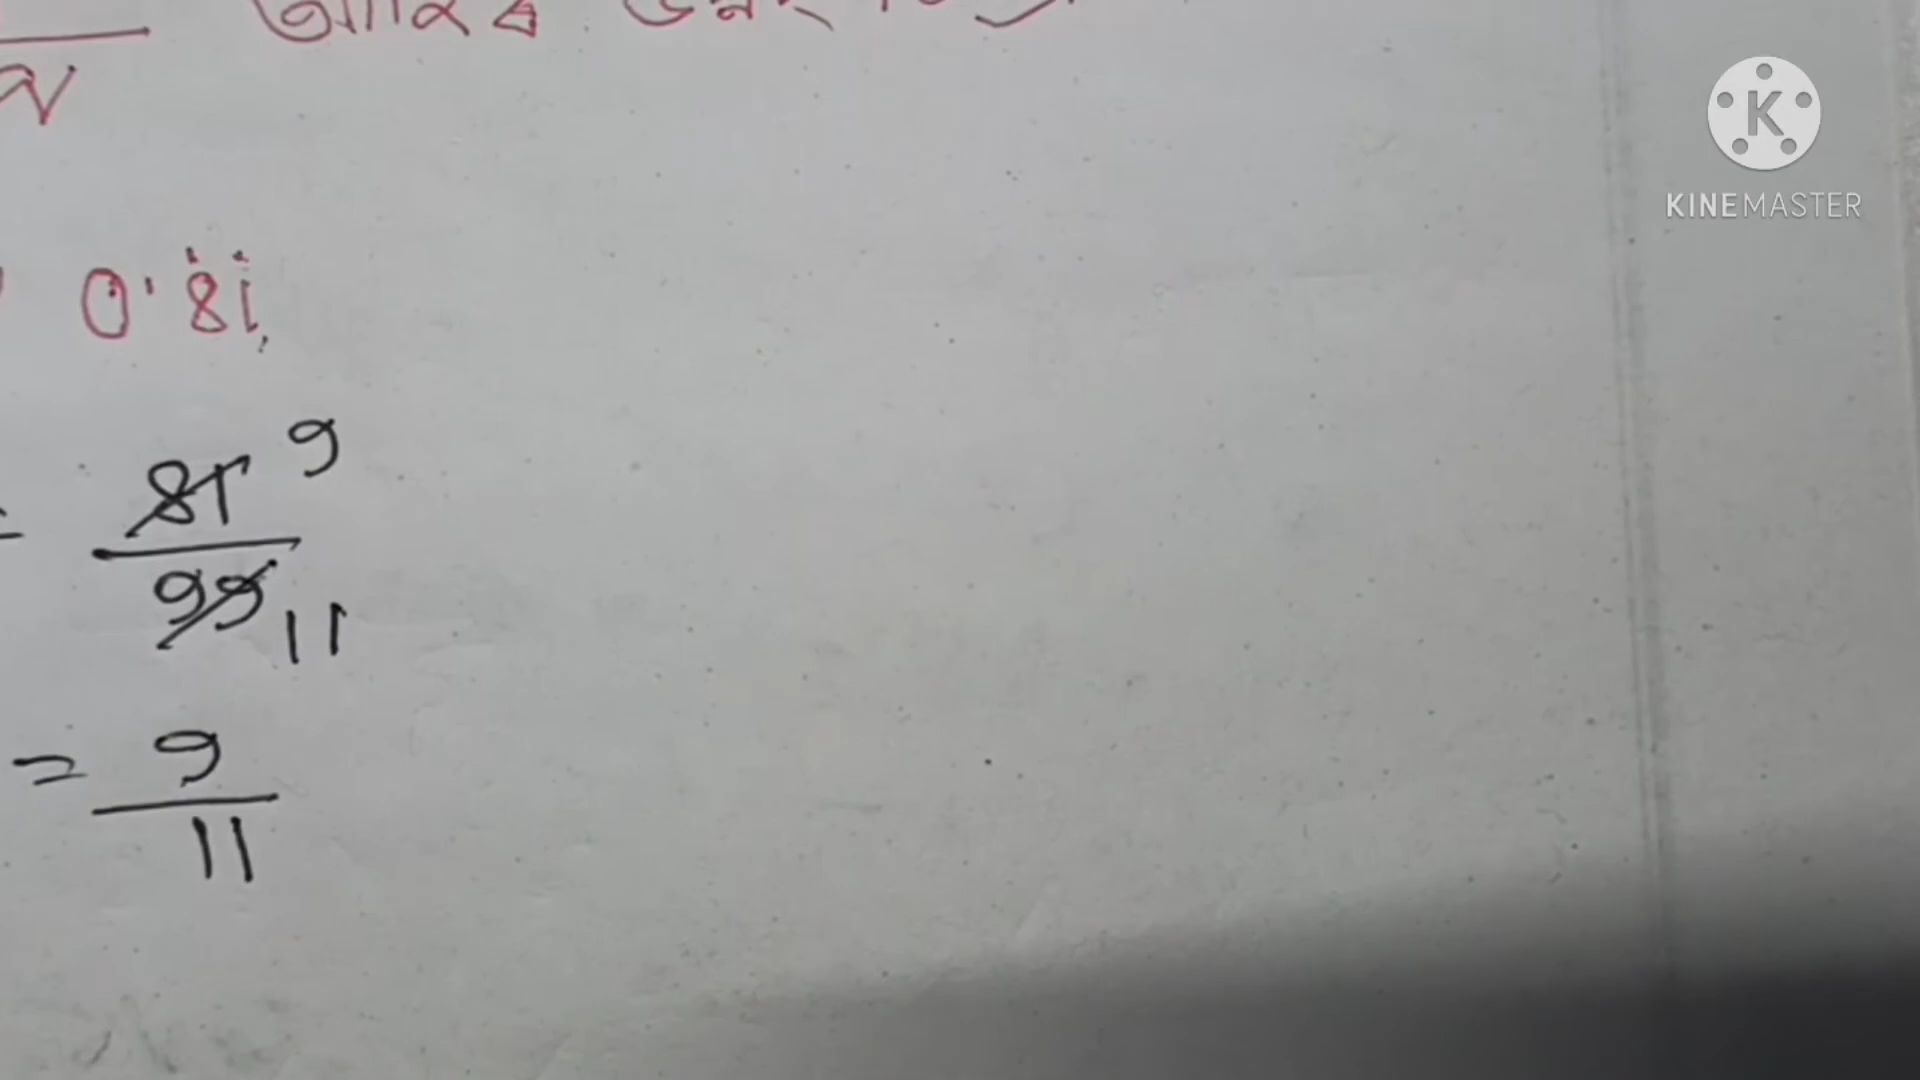 KINEMASTER
0.8̇1̇
= 81 9
99 11
= 9
11